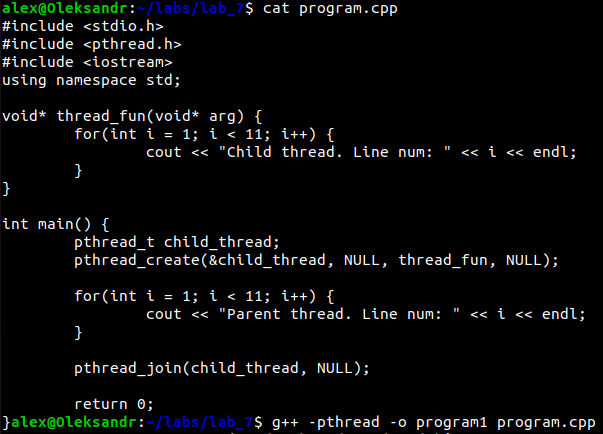 alex@Oleksandr:~/labs/lab_7$ cat program.cpp
#include <stdio.h>
#include <pthread.h>
#include <iostream>
using namespace std;

void* thread_fun(void* arg) {
        for(int i = 1; i < 11; i++) {
                cout << "Child thread. Line num: " << i << endl;
        }
}

int main() {
        pthread_t child_thread;
        pthread_create(&child_thread, NULL, thread_fun, NULL);

        for(int i = 1; i < 11; i++) {
                cout << "Parent thread. Line num: " << i << endl;
        }

        pthread_join(child_thread, NULL);

        return 0;
}alex@Oleksandr:~/labs/lab_7$ g++ -pthread -o program1 program.cpp